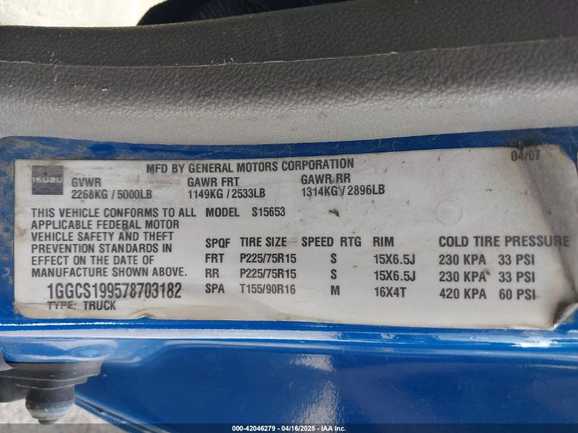 MFD BY GENERAL MOTORS CORPORATION
04/07
ISUZU
GVWR GAWR FRT GAWR RR
2268KG / 5000LB 1149KG / 2533LB 1314KG / 2896LB
THIS VEHICLE CONFORMS TO ALL MODEL S15653
APPLICABLE FEDERAL MOTOR
VEHICLE SAFETY AND THEFT
PREVENTION STANDARDS IN
EFFECT ON THE DATE OF
MANUFACTURE SHOWN ABOVE
1GGCS199578703182
TYPE: TRUCK
SPQF TIRE SIZE SPEED RTG RIM COLD TIRE PRESSURE
FRT P225/75R15 S 15X6.5J 230 KPA 33 PSI
RR P225/75R15 S 15X6.5J 230 KPA 33 PSI
SPA T155/90R16 M 16X4T 420 KPA 60 PSI
000-42046279 - 04/16/2025 - IAA Inc.